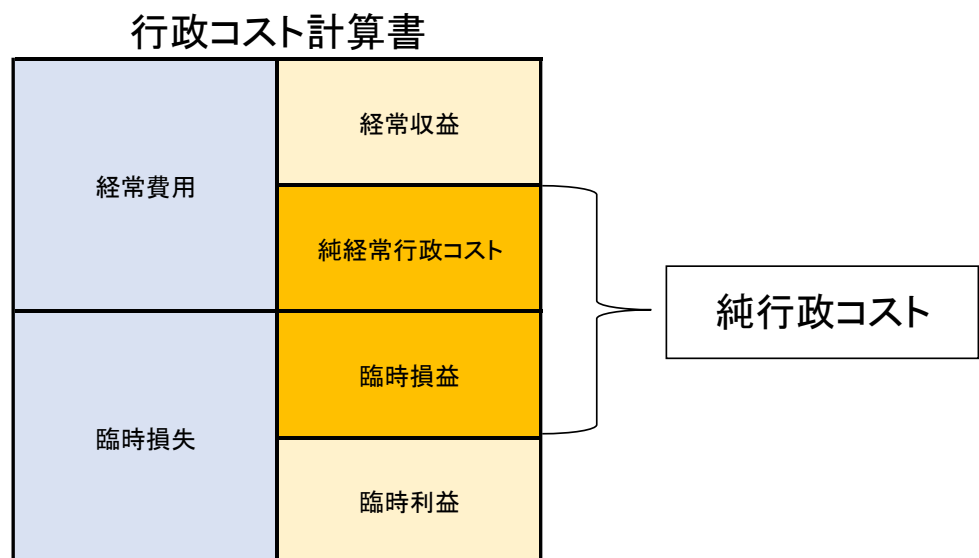 行政コスト計算書
経常費用
経常収益
純経常行政コスト
純行政コスト
臨時損失
臨時損益
臨時利益